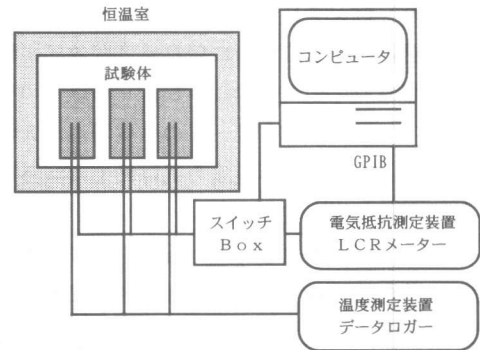 恒温室
試験体
コンピュータ
GPIB
スイッチ
Box
電気抵抗測定装置
LCRメーター
温度測定装置
データロガー